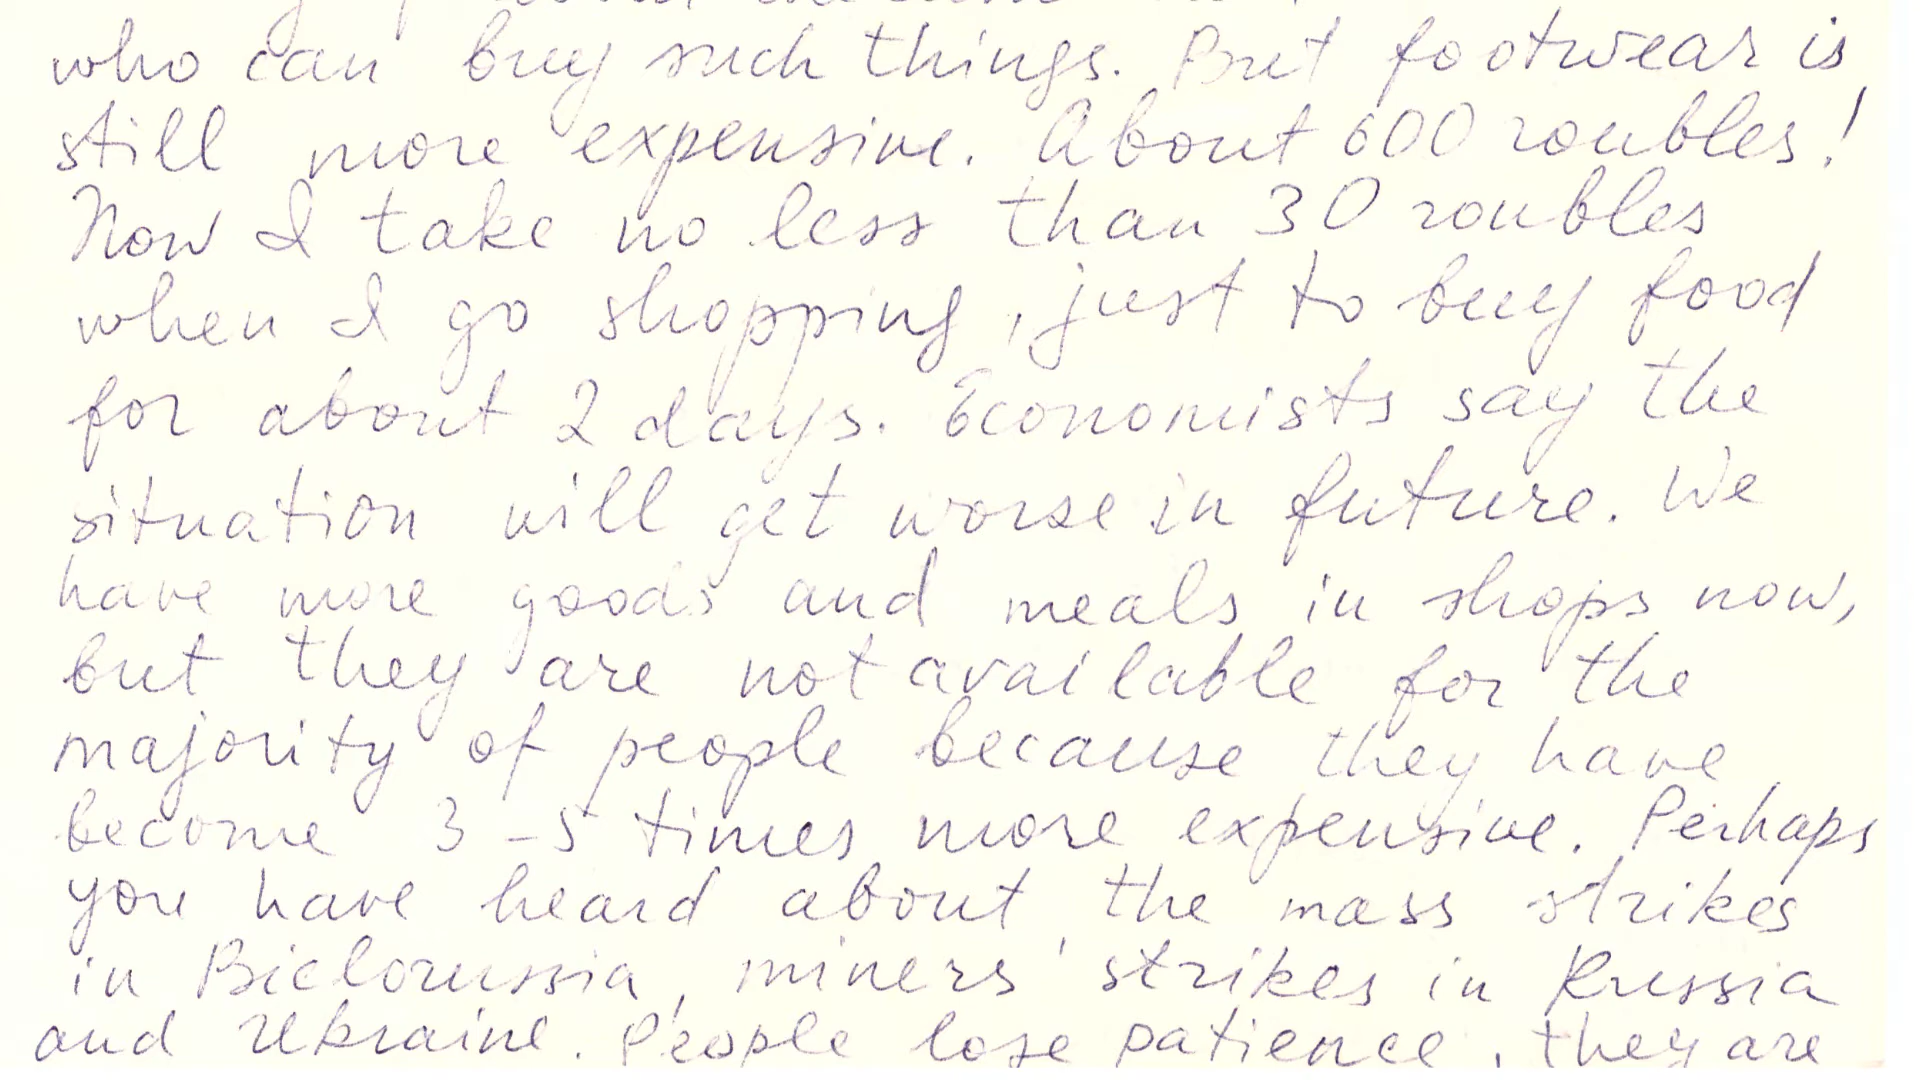 who can buy such things. But footwear is
still more expensive. About 600 roubles!
Now I take no less than 30 roubles
when I go shopping, just to buy food
for about 2 days. Economists say the
situation will get worse in future. We
have more goods and meals in shops now,
but they are not available for the
majority of people because they have
become 3-5 times more expensive. Perhaps
you have heard about the mass strikes
in Bielorussia, miners' strikes in Russia
and Ukraine. People lose patience, they are